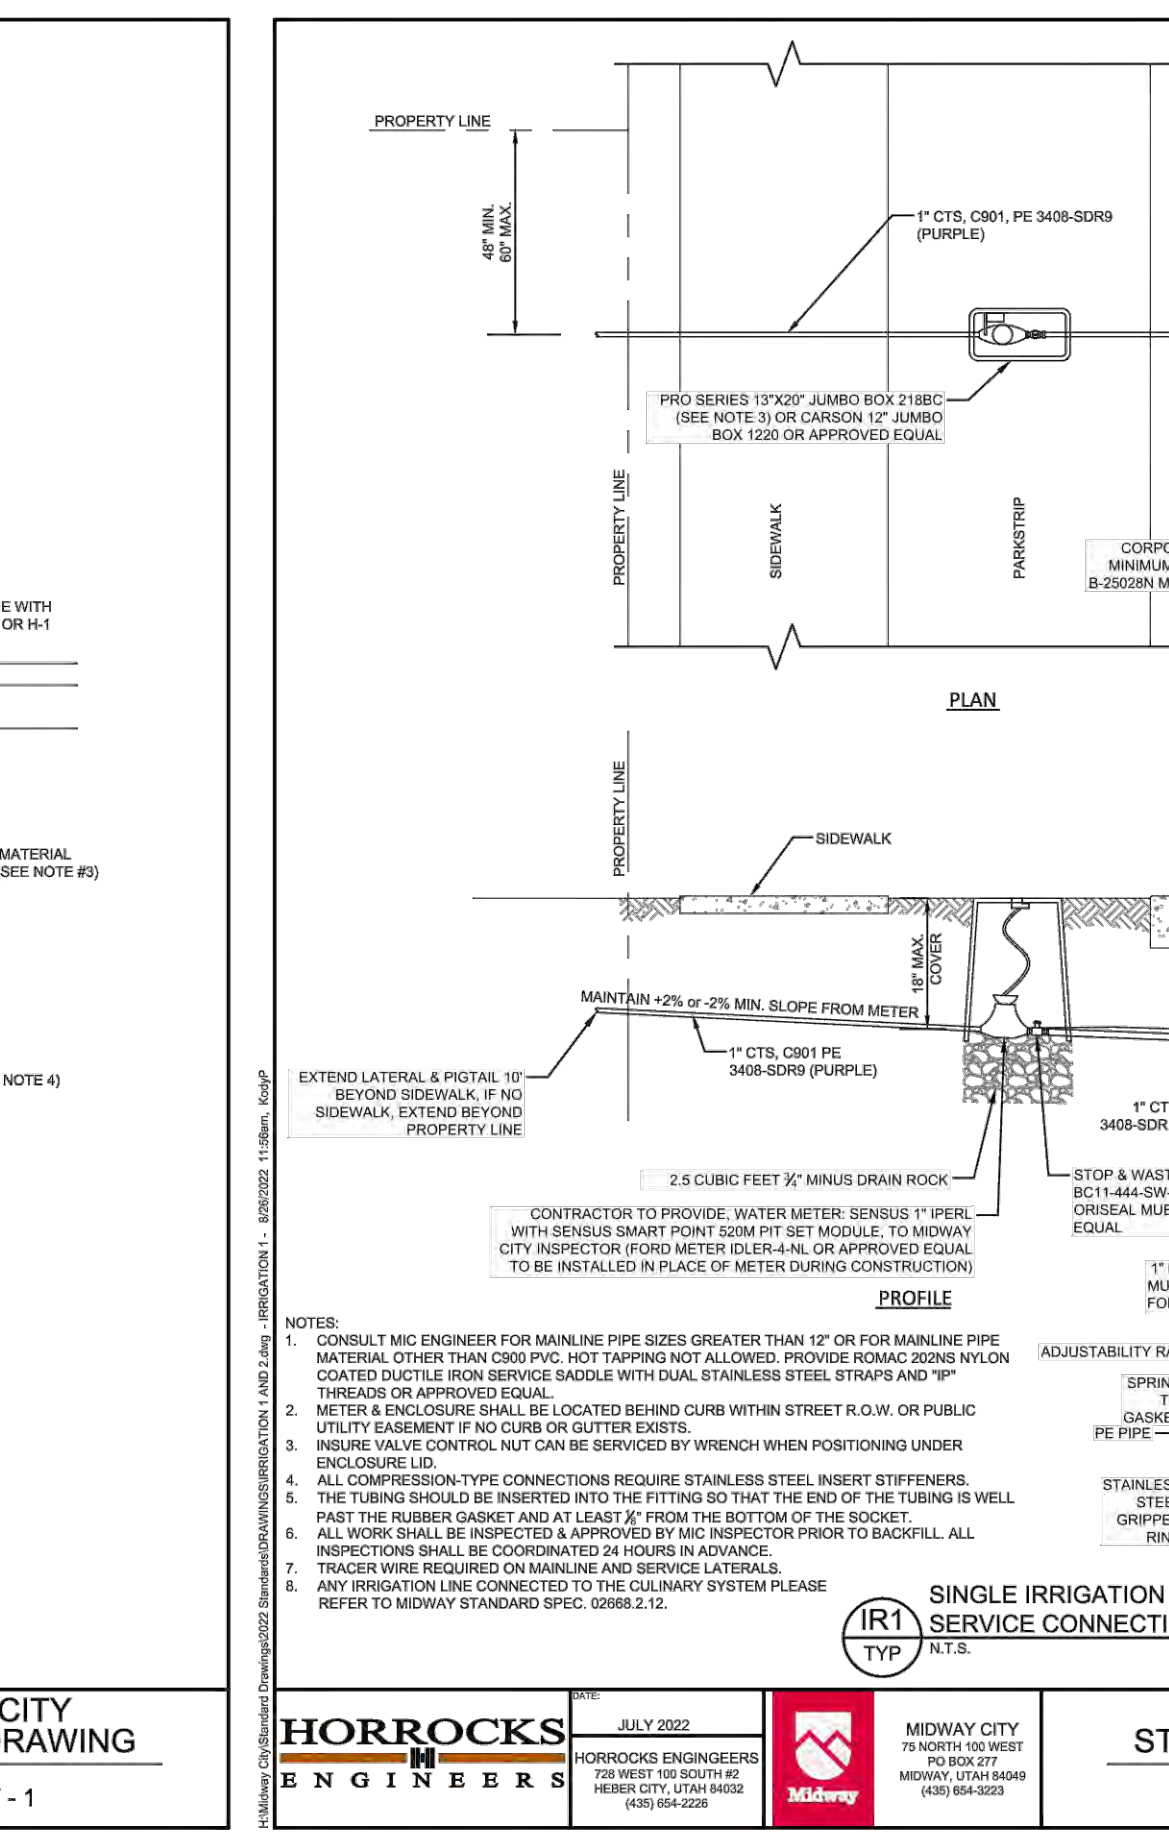 E WITH
OR H-1
MATERIAL
SEE NOTE #3)
NOTE 4)
CITY
DRAWING
- 1
H:\Midway City\Standard Drawings\2022 Standards\DRAWINGS\IRRIGATION 1 AND 2.dwg - IRRIGATION 1 - 8/26/2022 11:56am, KodyP
PROPERTY LINE
48" MIN.
60" MAX.
1" CTS, C901, PE 3408-SDR9
(PURPLE)
PRO SERIES 13"X20" JUMBO BOX 218BC
(SEE NOTE 3) OR CARSON 12" JUMBO
BOX 1220 OR APPROVED EQUAL
PROPERTY LINE
SIDEWALK
PARKSTRIP
CORPO
MINIMUM
B-25028N M
PLAN
PROPERTY LINE
SIDEWALK
18" MAX.
COVER
MAINTAIN +2% or -2% MIN. SLOPE FROM METER
1" CTS, C901 PE
3408-SDR9 (PURPLE)
EXTEND LATERAL & PIGTAIL 10'
BEYOND SIDEWALK, IF NO
SIDEWALK, EXTEND BEYOND
PROPERTY LINE
1" CT
3408-SDR
2.5 CUBIC FEET ¾" MINUS DRAIN ROCK
STOP & WAST
BC11-444-SW-
ORISEAL MUE
EQUAL
CONTRACTOR TO PROVIDE, WATER METER: SENSUS 1" IPERL
WITH SENSUS SMART POINT 520M PIT SET MODULE, TO MIDWAY
CITY INSPECTOR (FORD METER IDLER-4-NL OR APPROVED EQUAL
TO BE INSTALLED IN PLACE OF METER DURING CONSTRUCTION)
1"
MU
FO
PROFILE
ADJUSTABILITY RA
SPRIN
T
GASKE
PE PIPE
STAINLES
STEE
GRIPPE
RIN
NOTES:
1. CONSULT MIC ENGINEER FOR MAINLINE PIPE SIZES GREATER THAN 12" OR FOR MAINLINE PIPE
MATERIAL OTHER THAN C900 PVC. HOT TAPPING NOT ALLOWED. PROVIDE ROMAC 202NS NYLON
COATED DUCTILE IRON SERVICE SADDLE WITH DUAL STAINLESS STEEL STRAPS AND "IP"
THREADS OR APPROVED EQUAL.
2. METER & ENCLOSURE SHALL BE LOCATED BEHIND CURB WITHIN STREET R.O.W. OR PUBLIC
UTILITY EASEMENT IF NO CURB OR GUTTER EXISTS.
3. INSURE VALVE CONTROL NUT CAN BE SERVICED BY WRENCH WHEN POSITIONING UNDER
ENCLOSURE LID.
4. ALL COMPRESSION-TYPE CONNECTIONS REQUIRE STAINLESS STEEL INSERT STIFFENERS.
5. THE TUBING SHOULD BE INSERTED INTO THE FITTING SO THAT THE END OF THE TUBING IS WELL
PAST THE RUBBER GASKET AND AT LEAST ⅛" FROM THE BOTTOM OF THE SOCKET.
6. ALL WORK SHALL BE INSPECTED & APPROVED BY MIC INSPECTOR PRIOR TO BACKFILL. ALL
INSPECTIONS SHALL BE COORDINATED 24 HOURS IN ADVANCE.
7. TRACER WIRE REQUIRED ON MAINLINE AND SERVICE LATERALS.
8. ANY IRRIGATION LINE CONNECTED TO THE CULINARY SYSTEM PLEASE
REFER TO MIDWAY STANDARD SPEC. 02668.2.12.
IR1
TYP
SINGLE IRRIGATION
SERVICE CONNECTI
N.T.S.
HORROCKS
ENGINEERS
DATE:
JULY 2022
HORROCKS ENGINGEERS
728 WEST 100 SOUTH #2
HEBER CITY, UTAH 84032
(435) 654-2226
Midway
MIDWAY CITY
75 NORTH 100 WEST
PO BOX 277
MIDWAY, UTAH 84049
(435) 654-3223
ST